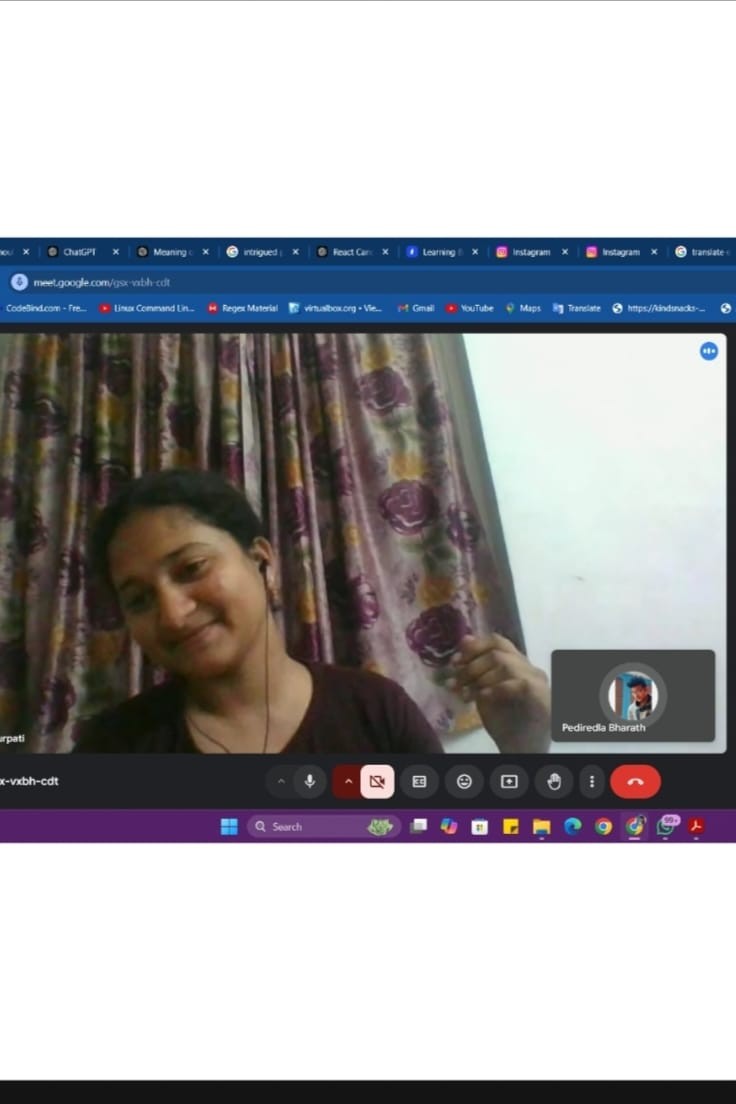 ChatGPT Meaning intrigued React Can Learning Instagram Instagram translate
meet.google.com/gsx-vxbh-cdt
CodeBind.com - Fre... Linux Command Lin... Regex Material virtualbox.org • Vie... Gmail YouTube Maps Translate https://kindsnacks-...
urpati
Pediredla Bharath
x-vxbh-cdt
Search
99+